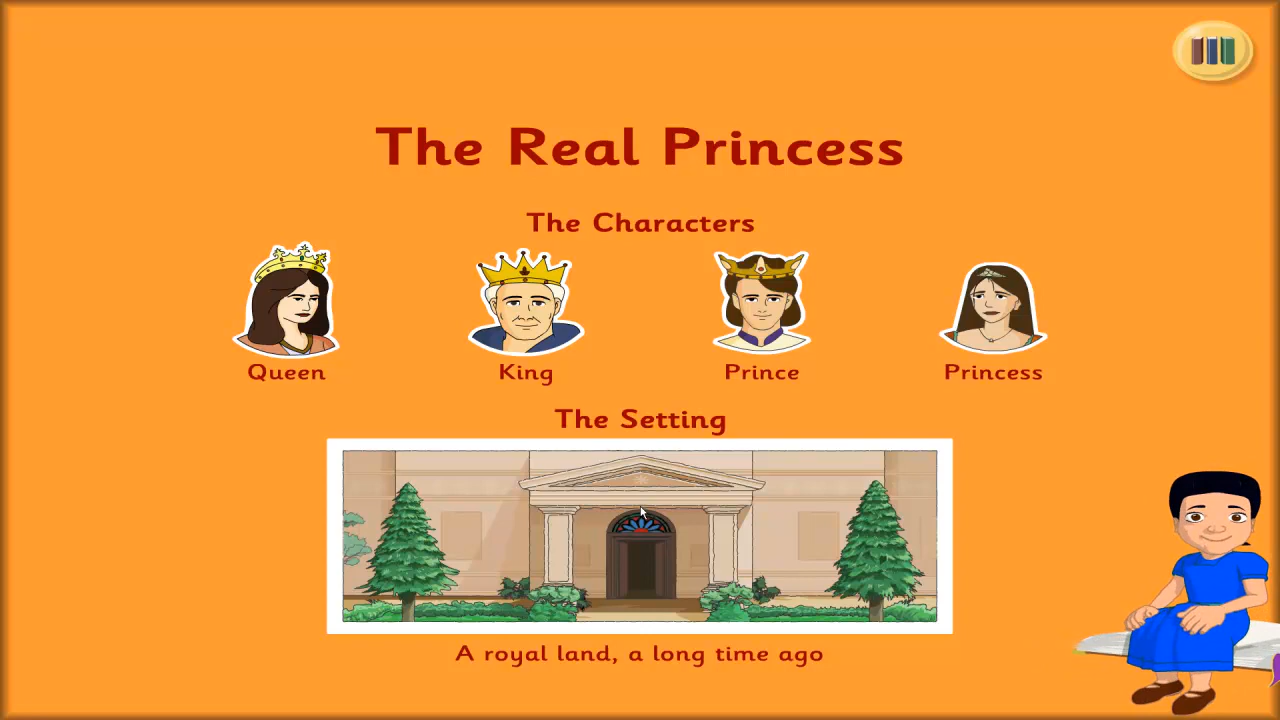 The Real Princess
The Characters
Queen King Prince Princess
The Setting
A royal land, a long time ago